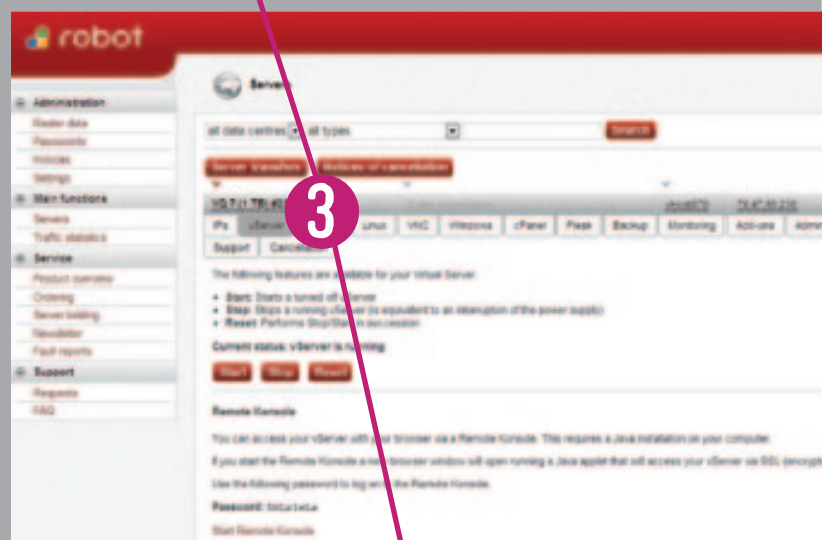 robot
Servers
Administration
Master data
Passwords
Invoices
Settings
Main functions
Servers
Traffic statistics
Service
Product overview
Ordering
Server bidding
Newsletter
Fault reports
Support
Requests
FAQ
all data centres all types Search
Server transfers Notices of cancellation
3
IPs Linux VNC Windows cPanel Plesk Backup Monitoring Add-ons
Support
The following features are available for your Virtual Server:
Start: Starts a turned off vServer
Stop: Stops a running vServer (is equivalent to an interruption of the power supply)
Reset: Performs Stop/Start in succession
Current status: vServer is running
Start Stop Reset
Remote Konsole
You can access your vServer with your browser via a Remote Konsole. This requires a Java installation on your computer.
If you start the Remote Konsole a new browser window will open running a Java applet that will access your vServer via SSL
Use the following password to log on to the Remote Konsole.
Password:
Start Remote Konsole